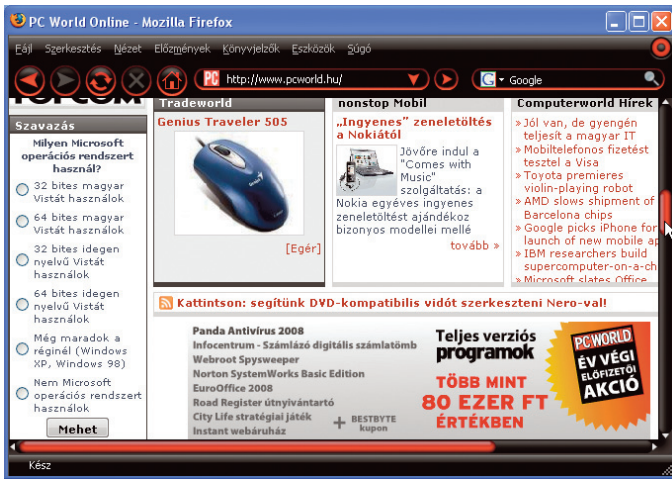 PC World Online - Mozilla Firefox
Fájl Szerkesztés Nézet Előzmények Könyvjelzők Eszközök Súgó
PC http://www.pcworld.hu/ G Google
Szavazás
Milyen Microsoft
operációs rendszert
használ?
32 bites magyar
Vistát használok
64 bites magyar
Vistát használok
32 bites idegen
nyelvű Vistát
használok
64 bites idegen
nyelvű Vistát
használok
Még maradok a
réginél (Windows
XP, Windows 98)
Nem Microsoft
operációs rendszert
használok
Mehet
Tradeworld
Genius Traveler 505
[Egér]
nonstop Mobil
„Ingyenes" zeneletöltés
a Nokiától
Jövőre indul a
"Comes with
Music"
szolgáltatás: a
Nokia egyéves ingyenes
zeneletöltést ajándékoz
bizonyos modellei mellé
tovább »
Computerworld Hírek
» Jól van, de gyengén
teljesít a magyar IT
» Mobiltelefonos fizetést
tesztel a Visa
» Toyota premieres
violin-playing robot
» AMD slows shipment of
Barcelona chips
» Google picks iPhone for
launch of new mobile ap
» IBM researchers build
supercomputer-on-a-ch
» Microsoft slates Office
Kattintson: segítünk DVD-kompatibilis vidót szerkeszteni Nero-val!
Panda Antivírus 2008
Infocentrum - Számlázó digitális számlatömb
Webroot Spysweeper
Norton SystemWorks Basic Edition
EuroOffice 2008
Road Register útnyivántartó
City Life stratégiai játék
Instant webáruház
+ BESTBYTE
kupon
Teljes verziós
programok
TÖBB MINT
80 EZER FT
ÉRTÉKBEN
PC WORLD
ÉV VÉGI
ELŐFIZETŐI
AKCIÓ
Kész